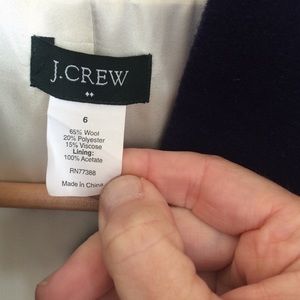 J.CREW
6
65% Wool
20% Polyester
15% Viscose
Lining:
100% Acetate
RN77388
Made in China